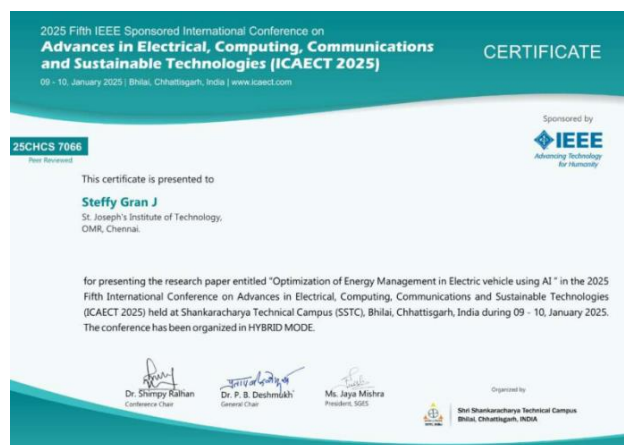 2025 Fifth IEEE Sponsored International Conference on
Advances in Electrical, Computing, Communications
and Sustainable Technologies (ICAECT 2025)
09 - 10, January 2025 | Bhilai, Chhattisgarh, India | www.icaect.com
CERTIFICATE
Sponsored by
IEEE
Advancing Technology
for Humanity
25CHCS 7066
Peer Reviewed
This certificate is presented to
Steffy Gran J
St. Joseph's Institute of Technology,
OMR, Chennai.
for presenting the research paper entitled "Optimization of Energy Management in Electric vehicle using AI " in the 2025
Fifth International Conference on Advances in Electrical, Computing, Communications and Sustainable Technologies
(ICAECT 2025) held at Shankaracharya Technical Campus (SSTC), Bhilai, Chhattisgarh, India during 09 - 10, January 2025.
The conference has been organized in HYBRID MODE.
Dr. Shimpy Ralhan
Conference Chair
Dr. P. B. Deshmukh
General Chair
Ms. Jaya Mishra
President, SGES
Organized by
Shri Shankaracharya Technical Campus
Bhilai, Chhattisgarh, INDIA